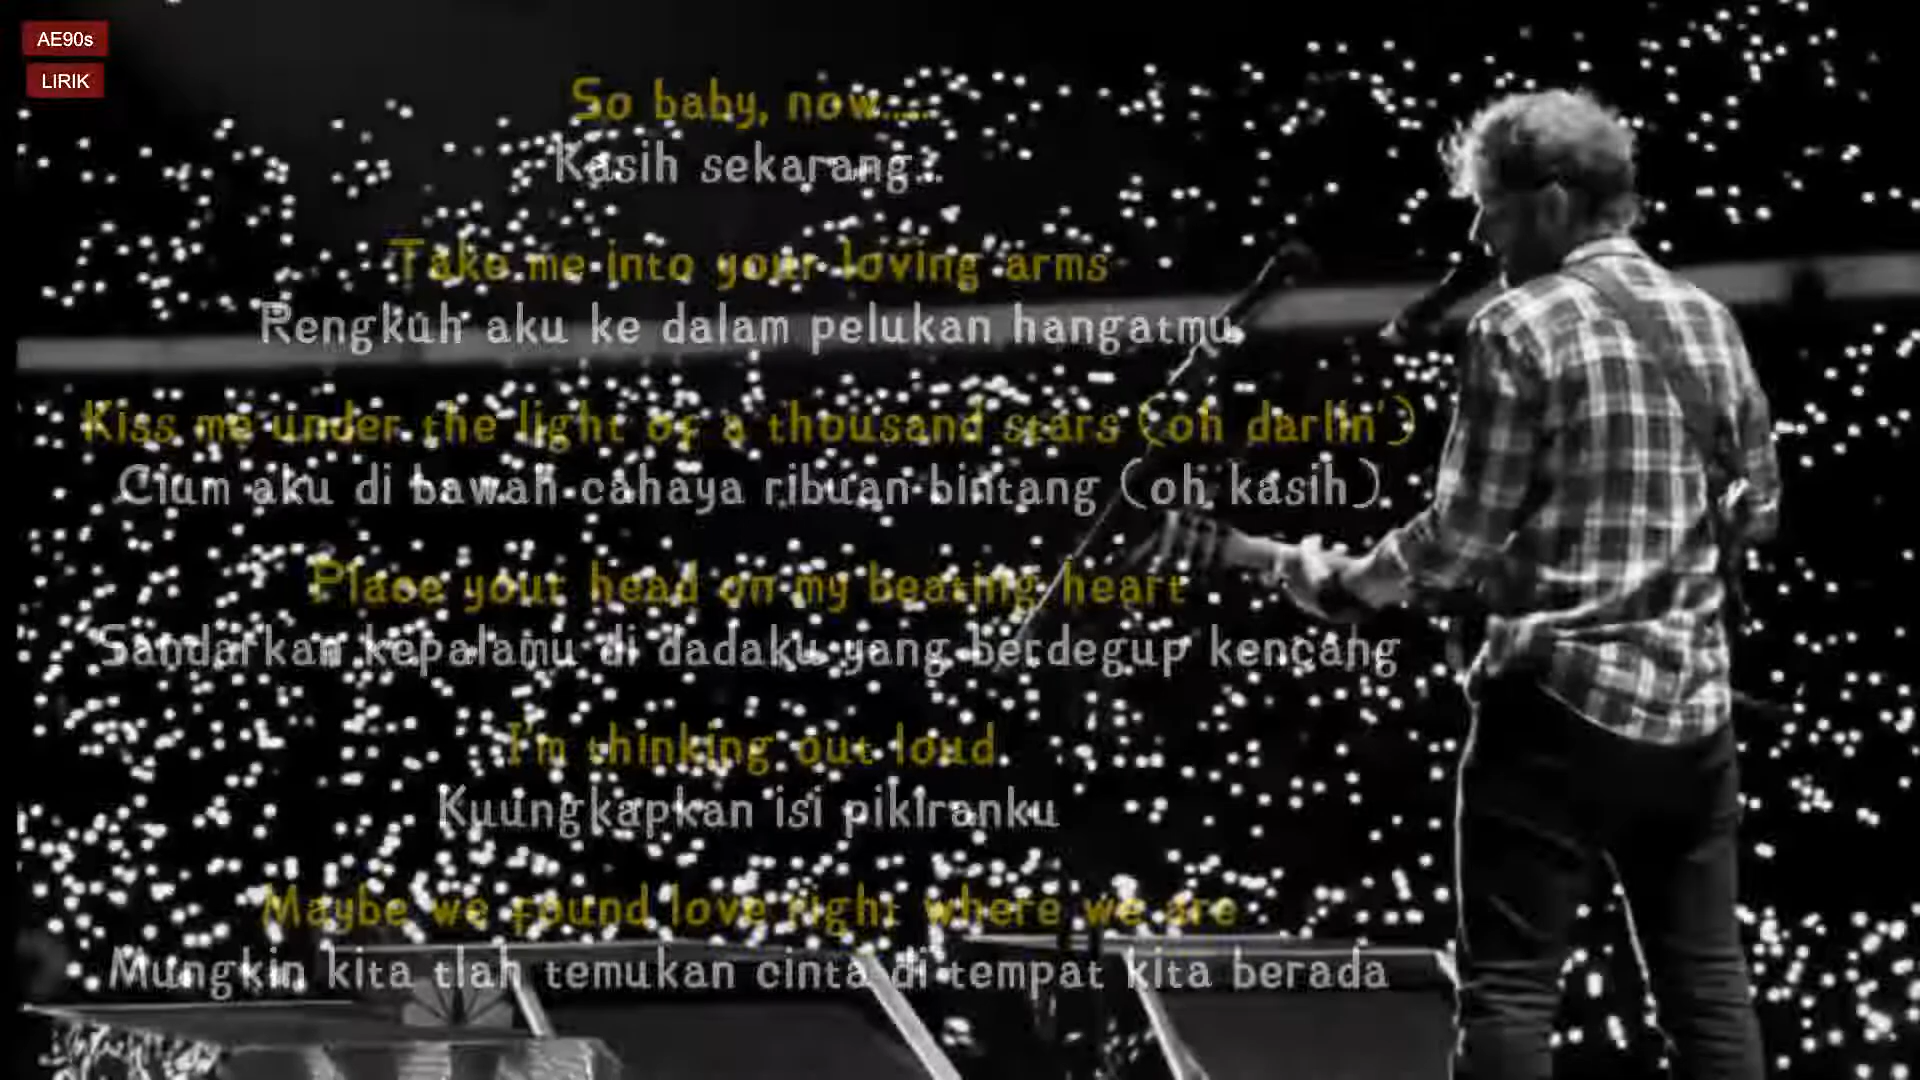 AE90s
LIRIK
So baby, now.....
Kasih sekarang...
Take me into your loving arms
Rengkuh aku ke dalam pelukan hangatmu
Kiss me under the light of a thousand stars (oh darlin')
Cium aku di bawah cahaya ribuan bintang (oh kasih)
Place your head on my beating heart
Sandarkan kepalamu di dadaku yang berdegup kencang
I'm thinking out loud
Kuungkapkan isi pikiranku
Maybe we found love right where we are
Mungkin kita tlah temukan cinta di tempat kita berada